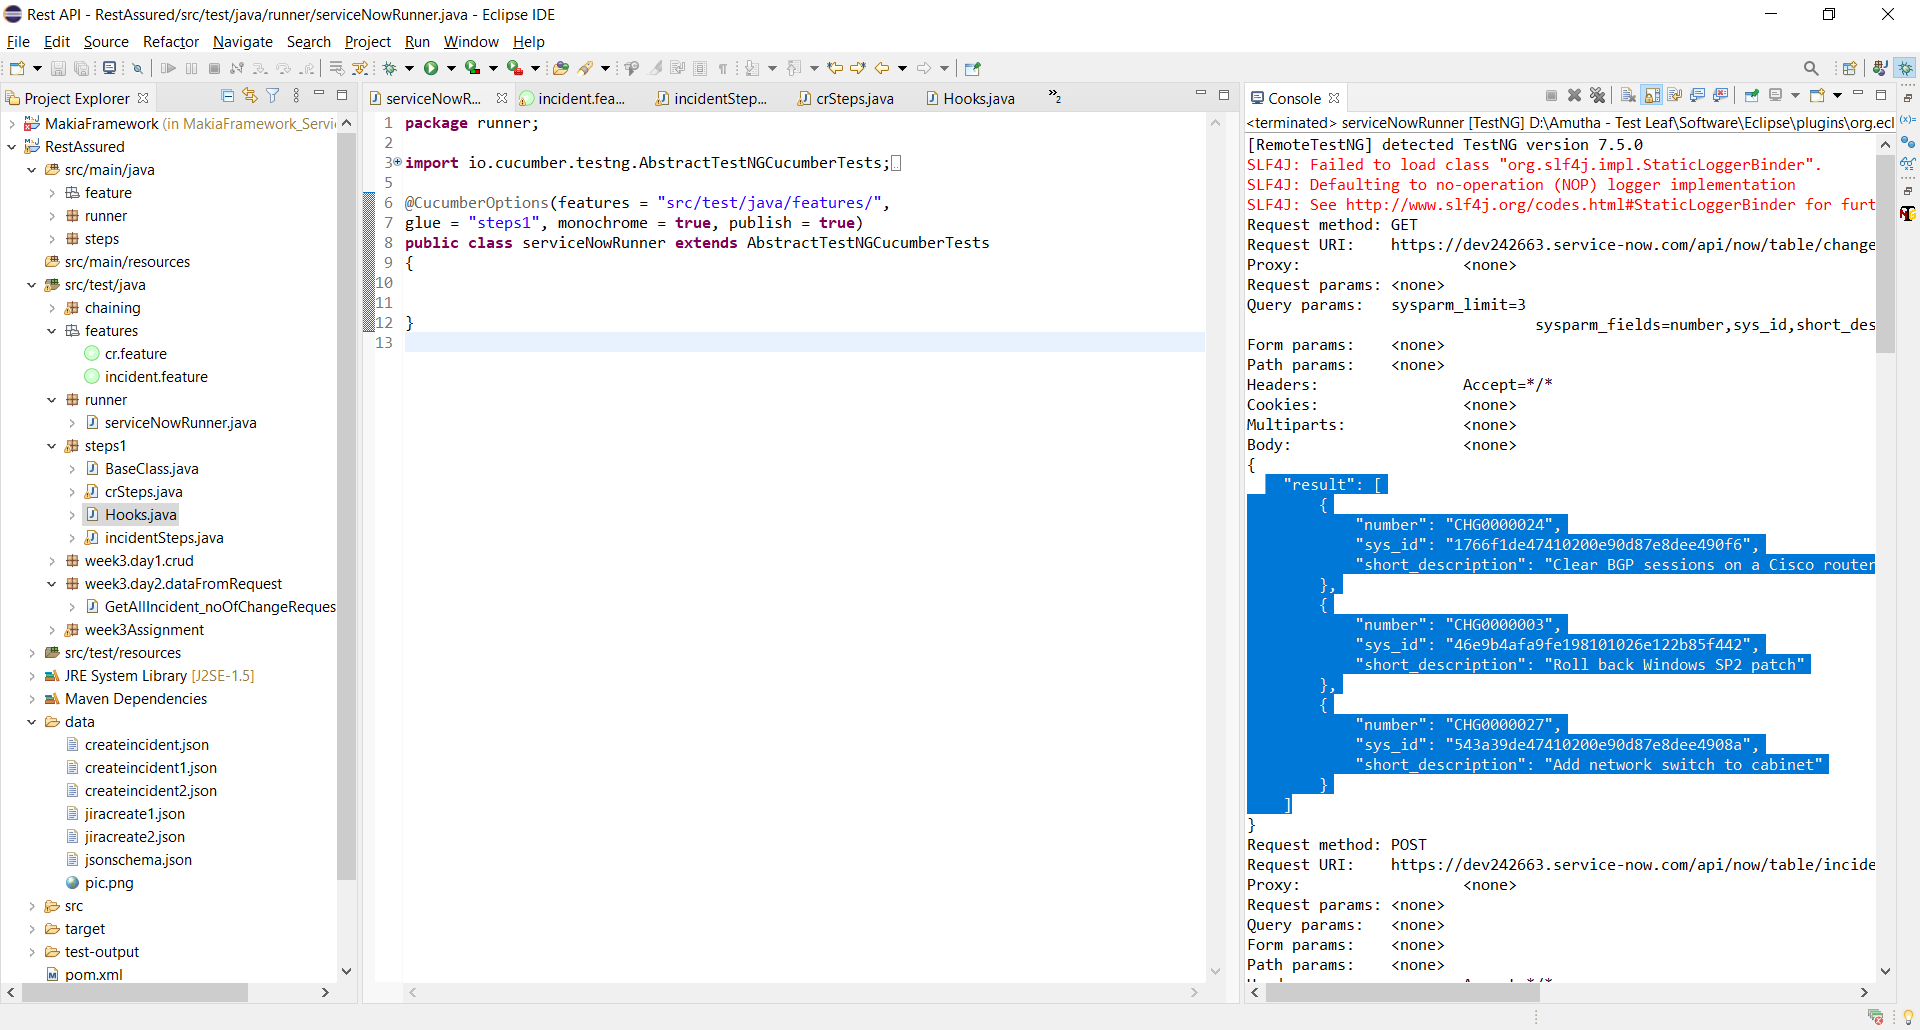 Rest API - RestAssured/src/test/java/runner/serviceNowRunner.java - Eclipse IDE
File Edit Source Refactor Navigate Search Project Run Window Help
Project Explorer
MakiaFramework (in MakiaFramework_Servi
RestAssured
src/main/java
feature
runner
steps
src/main/resources
src/test/java
chaining
features
cr.feature
incident.feature
runner
serviceNowRunner.java
steps1
BaseClass.java
crSteps.java
Hooks.java
incidentSteps.java
week3.day1.crud
week3.day2.dataFromRequest
GetAllIncident_noOfChangeReques
week3Assignment
src/test/resources
JRE System Library [J2SE-1.5]
Maven Dependencies
data
createincident.json
createincident1.json
createincident2.json
jiracreate1.json
jiracreate2.json
jsonschema.json
pic.png
src
target
test-output
pom.xml
serviceNowR... incident.fea... incidentStep... crSteps.java Hooks.java »2
1 package runner;
2
3 import io.cucumber.testng.AbstractTestNGCucumberTests;
5
6 @CucumberOptions(features = "src/test/java/features/",
7 glue = "steps1", monochrome = true, publish = true)
8 public class serviceNowRunner extends AbstractTestNGCucumberTests
9 {
10
11
12 }
13
Console
<terminated> serviceNowRunner [TestNG] D:\Amutha - Test Leaf\Software\Eclipse\plugins\org.ecl
[RemoteTestNG] detected TestNG version 7.5.0
SLF4J: Failed to load class "org.slf4j.impl.StaticLoggerBinder".
SLF4J: Defaulting to no-operation (NOP) logger implementation
SLF4J: See http://www.slf4j.org/codes.html#StaticLoggerBinder for furt
Request method: GET
Request URI: https://dev242663.service-now.com/api/now/table/change
Proxy: <none>
Request params: <none>
Query params: sysparm_limit=3
sysparm_fields=number,sys_id,short_des
Form params: <none>
Path params: <none>
Headers: Accept=*/*
Cookies: <none>
Multiparts: <none>
Body: <none>
{
"result": [
{
"number": "CHG0000024",
"sys_id": "1766f1de47410200e90d87e8dee490f6",
"short_description": "Clear BGP sessions on a Cisco router
},
{
"number": "CHG0000003",
"sys_id": "46e9b4afa9fe198101026e122b85f442",
"short_description": "Roll back Windows SP2 patch"
},
{
"number": "CHG0000027",
"sys_id": "543a39de47410200e90d87e8dee4908a",
"short_description": "Add network switch to cabinet"
}
]
}
Request method: POST
Request URI: https://dev242663.service-now.com/api/now/table/incide
Proxy: <none>
Request params: <none>
Query params: <none>
Form params: <none>
Path params: <none>